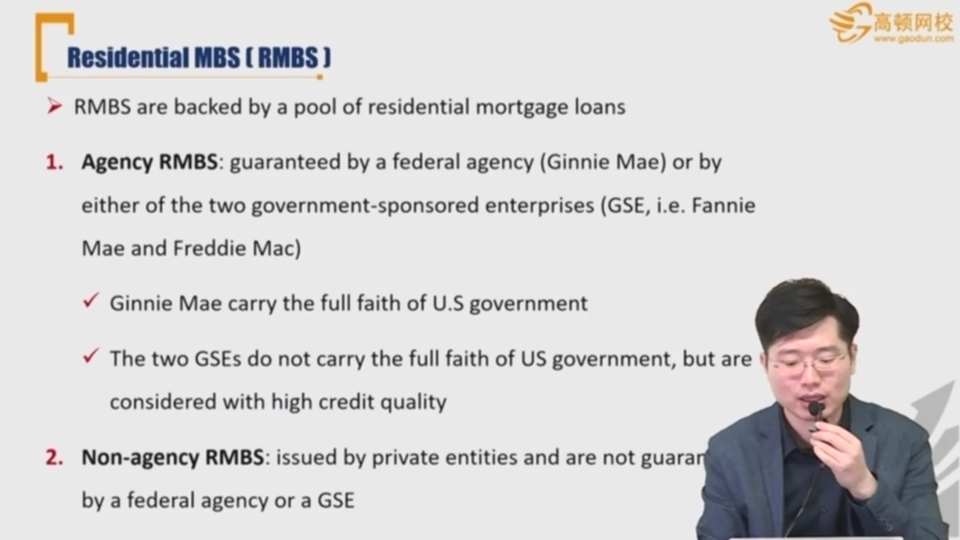 高顿网校
www.gaodun.com
Residential MBS ( RMBS )
RMBS are backed by a pool of residential mortgage loans
1. Agency RMBS: guaranteed by a federal agency (Ginnie Mae) or by
either of the two government-sponsored enterprises (GSE, i.e. Fannie
Mae and Freddie Mac)
✓ Ginnie Mae carry the full faith of U.S government
✓ The two GSEs do not carry the full faith of US government, but are
considered with high credit quality
2. Non-agency RMBS: issued by private entities and are not
by a federal agency or a GSE